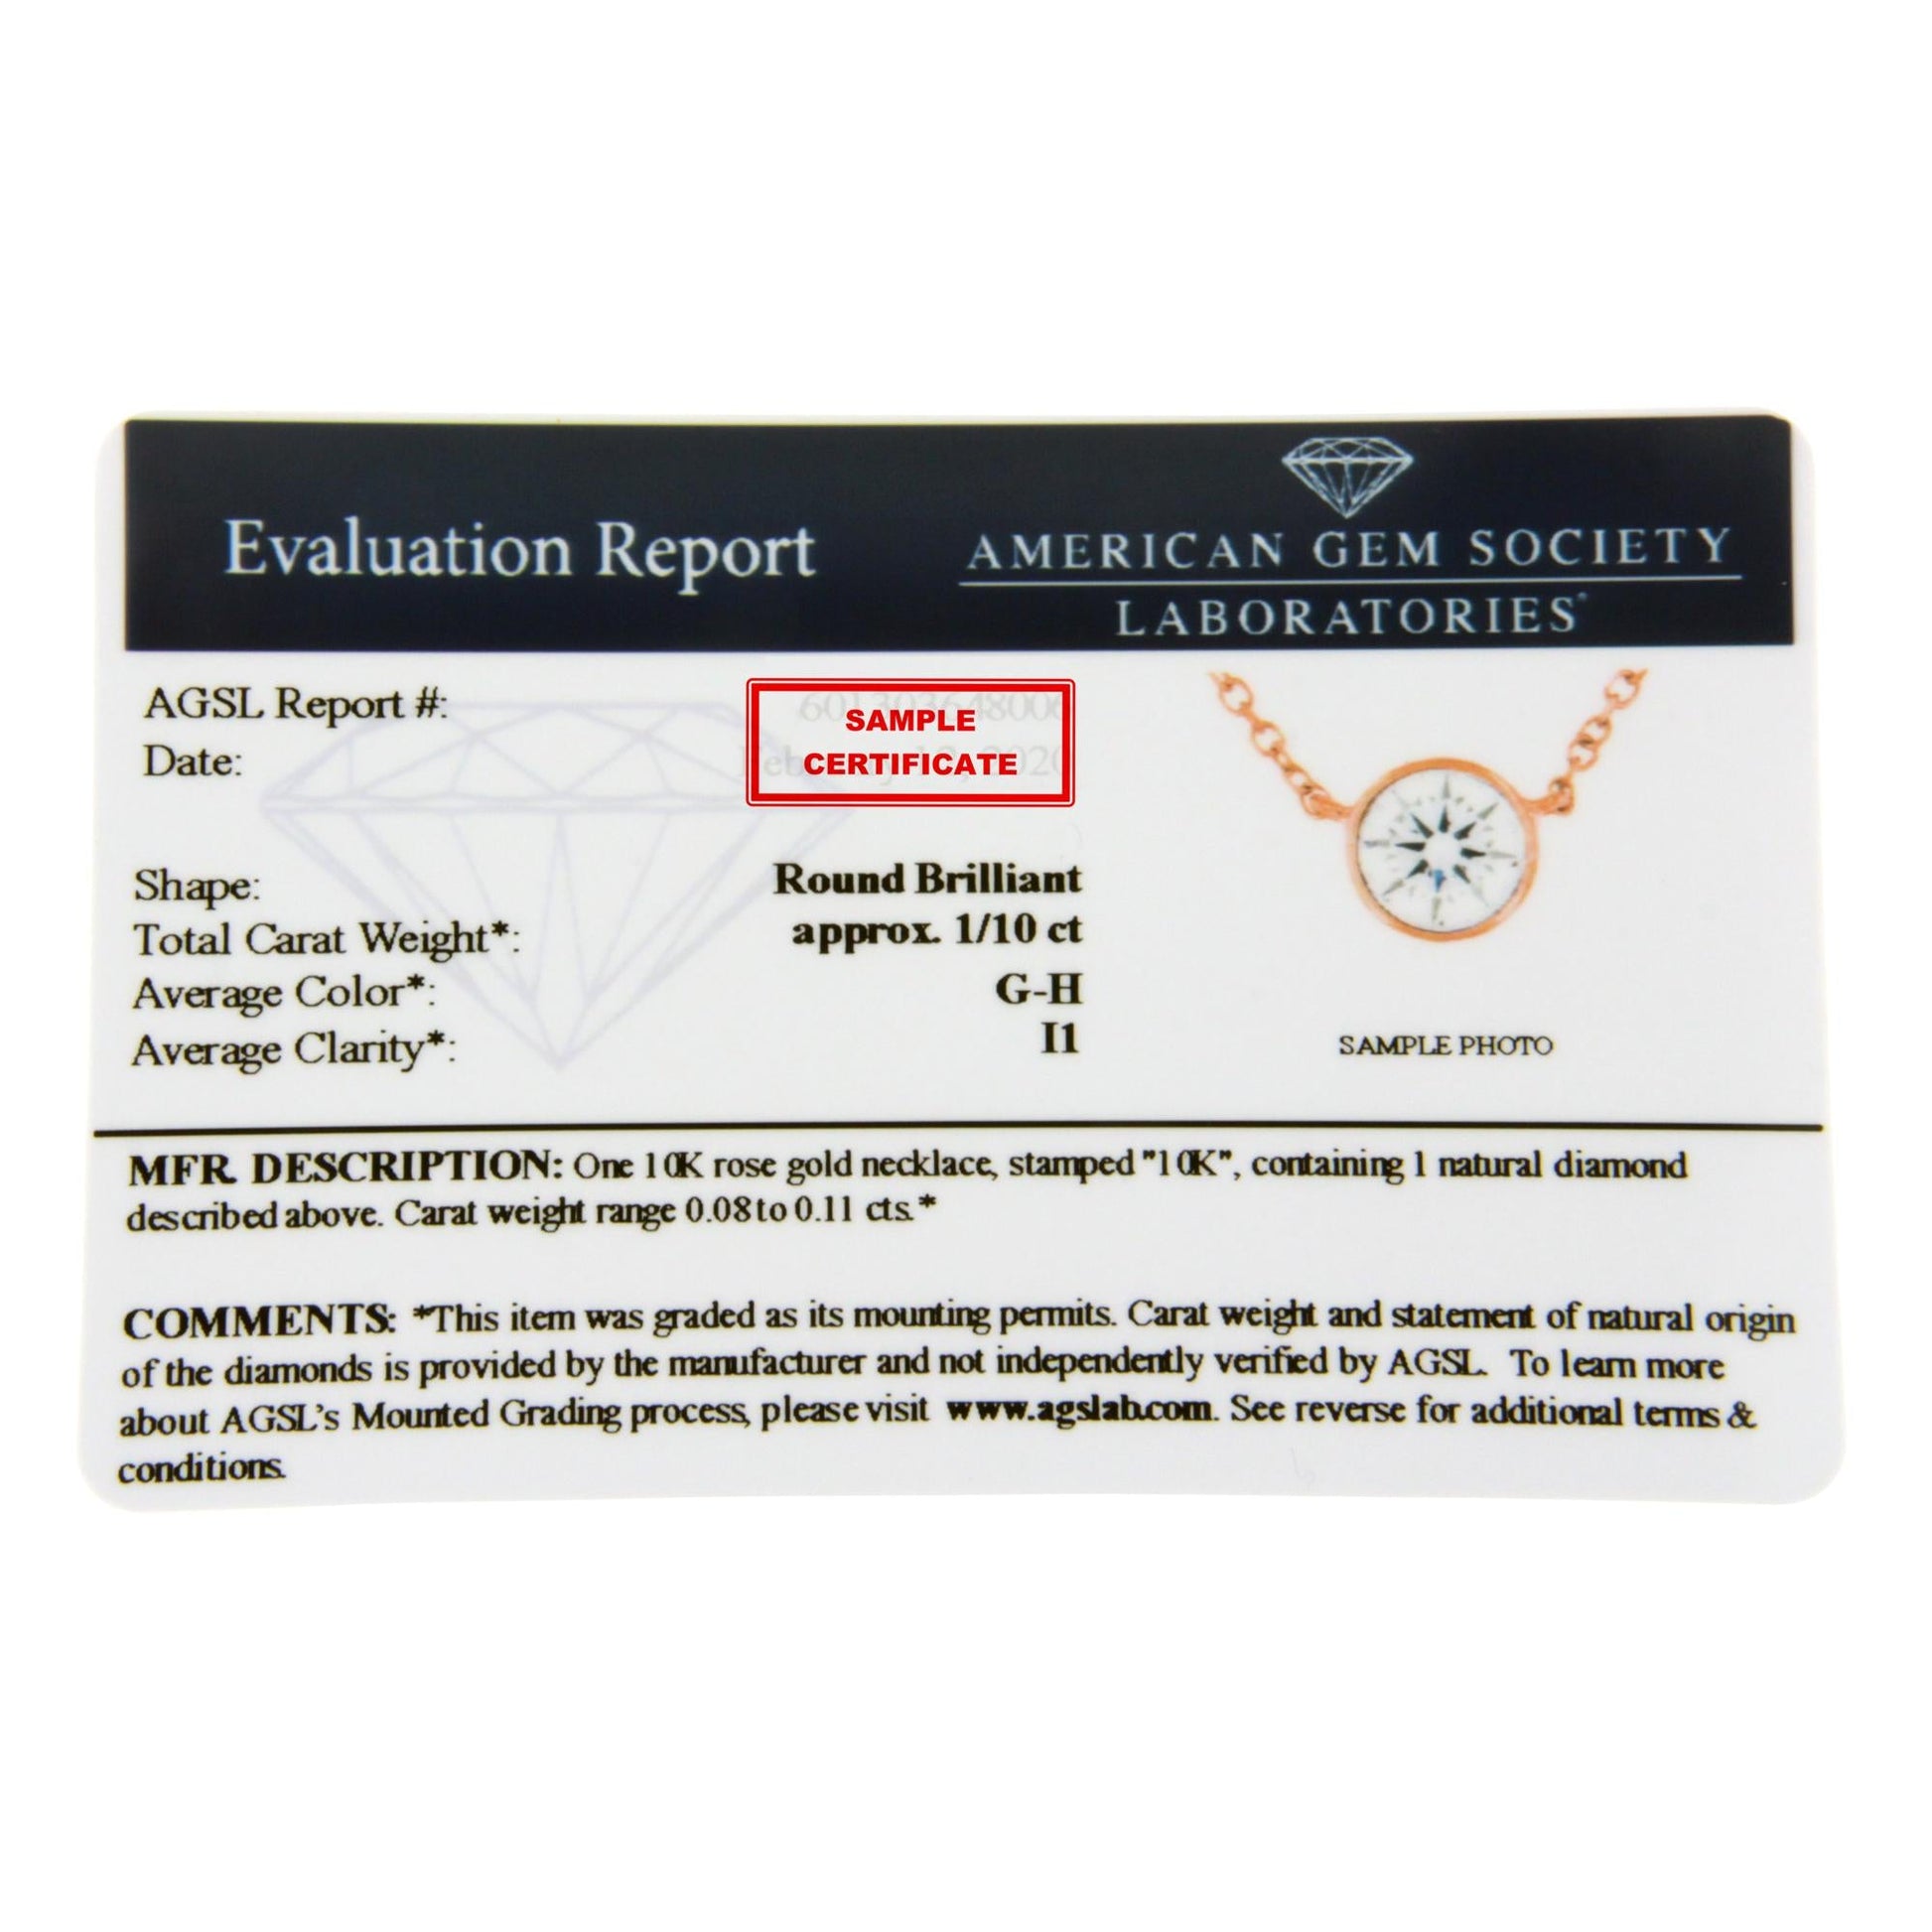 Evaluation Report
AMERICAN GEM SOCIETY
LABORATORIES®
AGSL Report #:
SAMPLE
CERTIFICATE
Date:
Shape: Round Brilliant
Total Carat Weight*: approx. 1/10 ct
Average Color*: G-H
Average Clarity*: I1
SAMPLE PHOTO
MFR. DESCRIPTION: One 10K rose gold necklace, stamped "10K", containing 1 natural diamond
described above. Carat weight range 0.08 to 0.11 cts.*
COMMENTS: *This item was graded as its mounting permits. Carat weight and statement of natural origin
of the diamonds is provided by the manufacturer and not independently verified by AGSL. To learn more
about AGSL's Mounted Grading process, please visit www.agslab.com. See reverse for additional terms &
conditions.